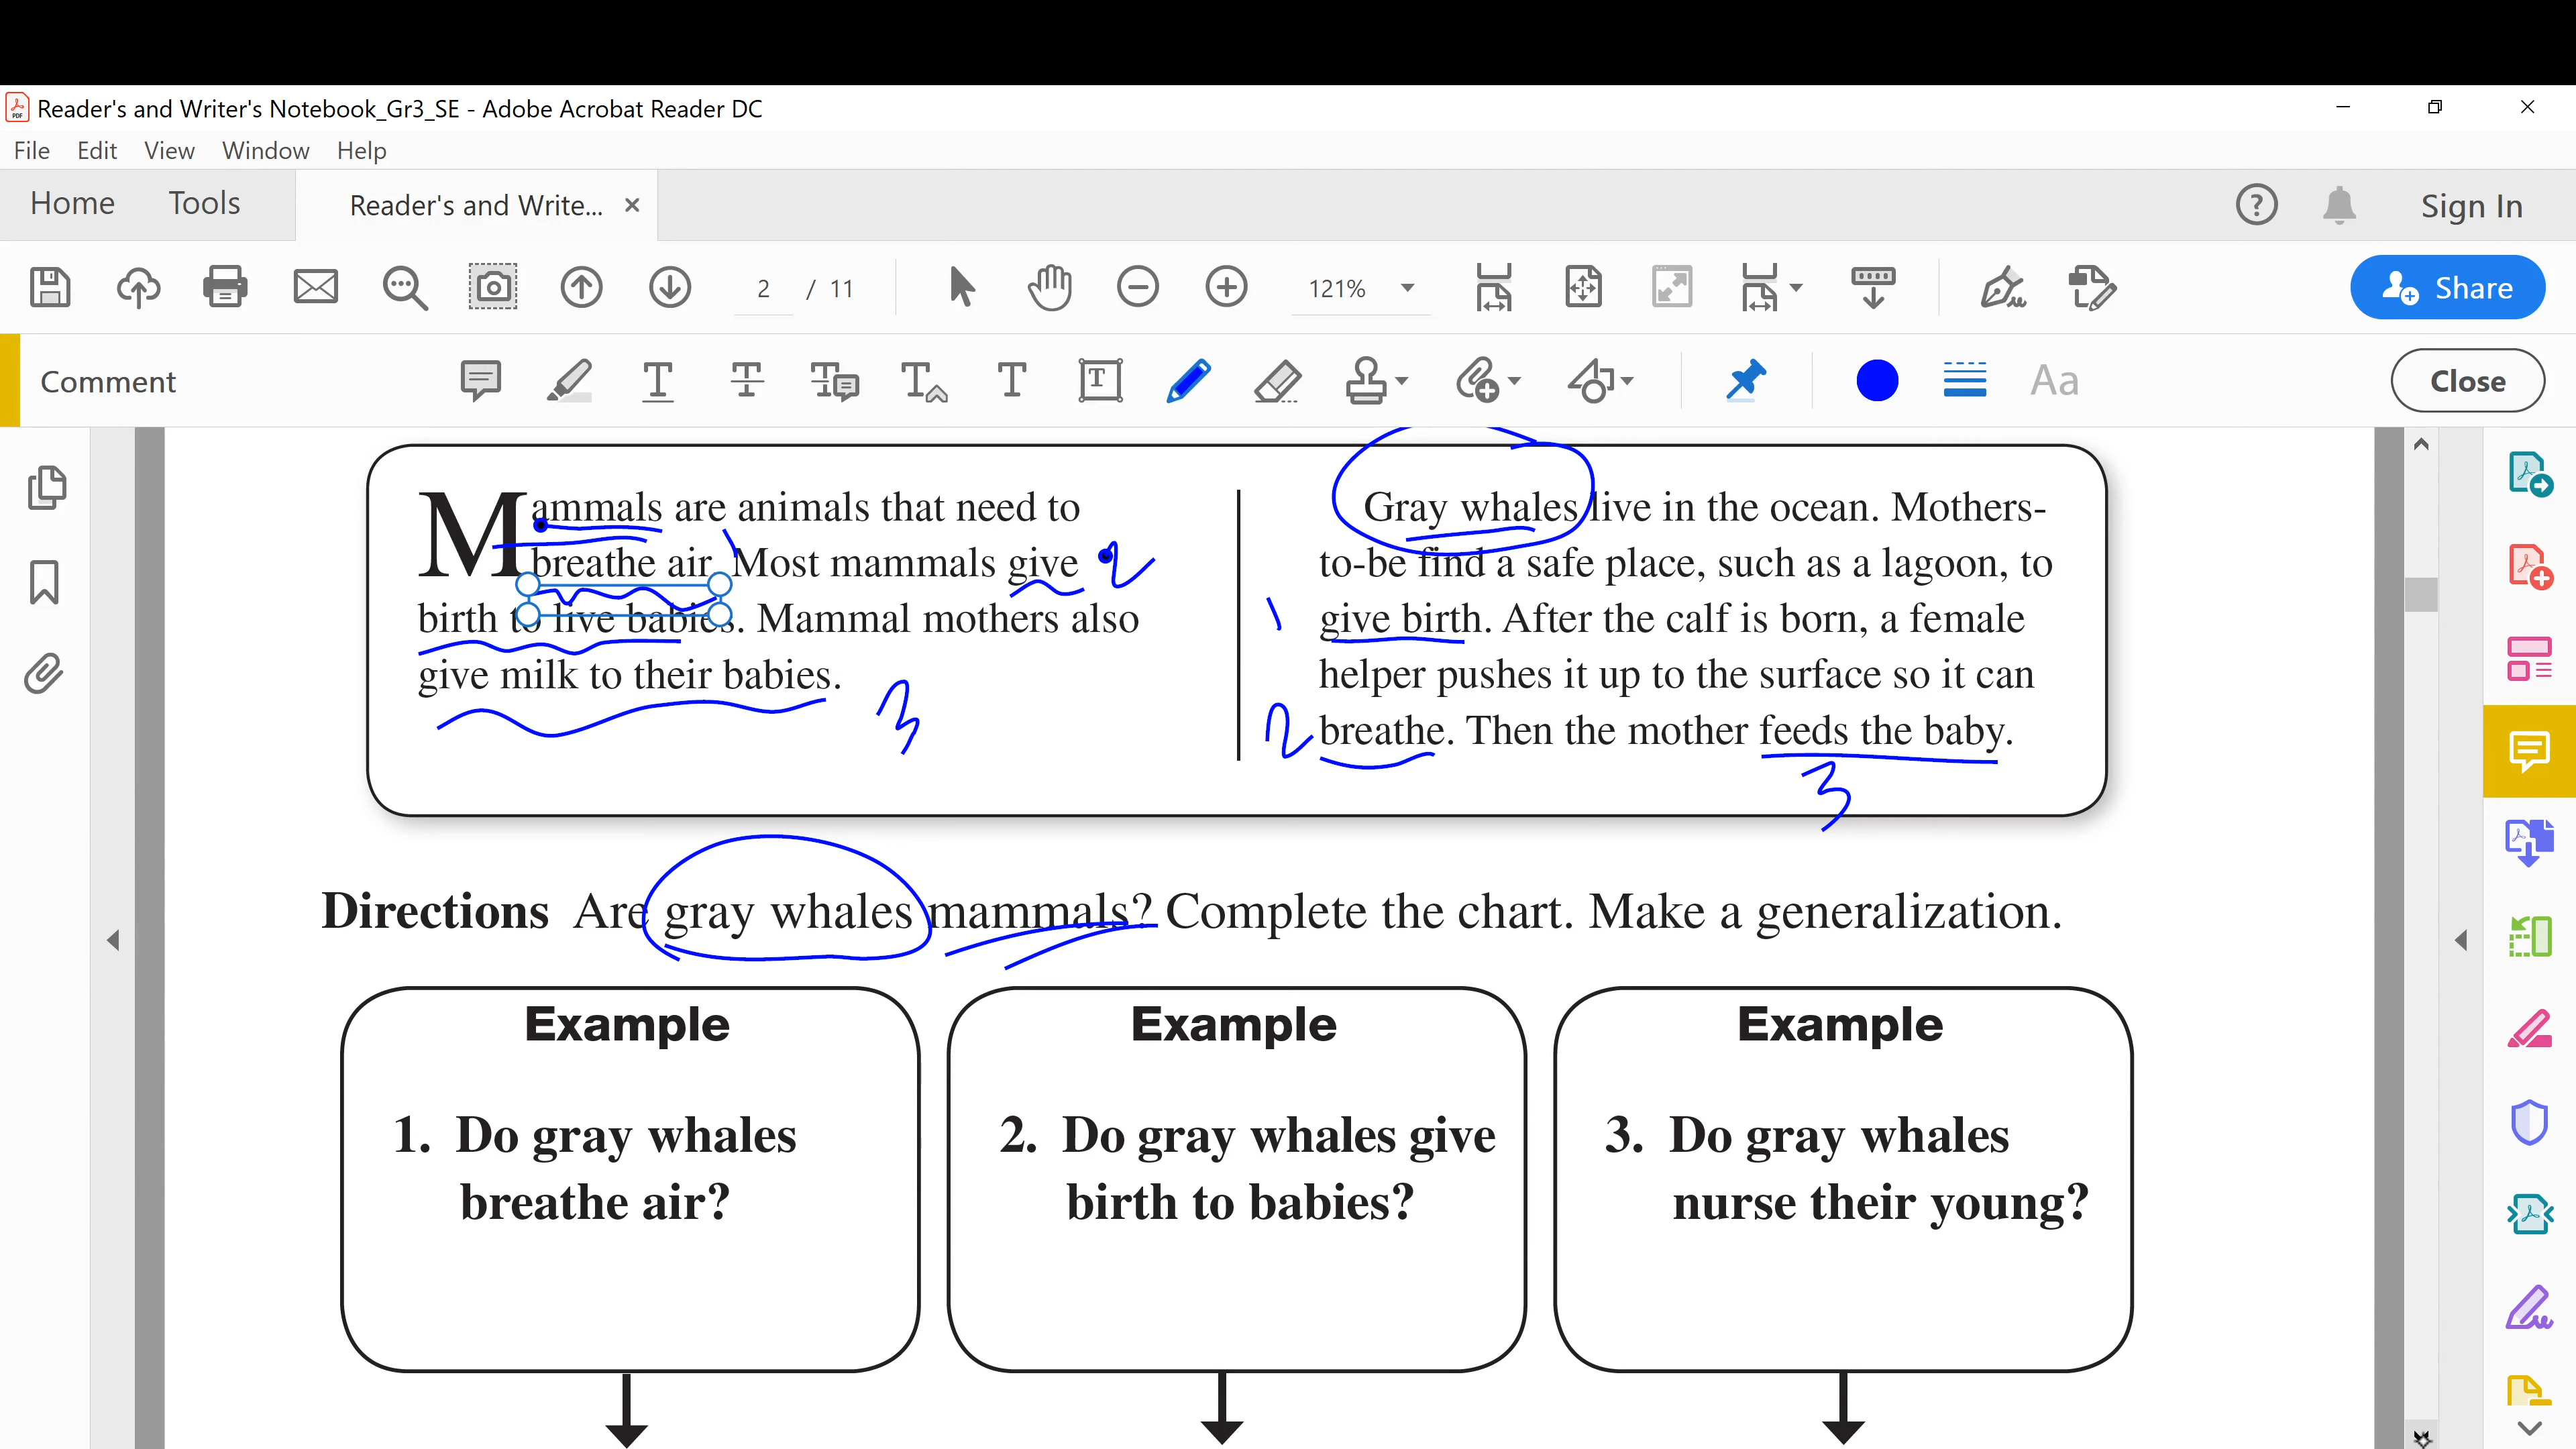 Reader's and Writer's Notebook_Gr3_SE - Adobe Acrobat Reader DC
File Edit View Window Help
Home Tools Reader's and Write... × ? Sign In
2 / 11 121% Share
Comment T T T T T T Aa Close
Mammals are animals that need to
breathe air. Most mammals give 2
birth to live babies. Mammal mothers also
give milk to their babies.
3
Gray whales live in the ocean. Mothers-
to-be find a safe place, such as a lagoon, to
1 give birth. After the calf is born, a female
helper pushes it up to the surface so it can
2 breathe. Then the mother feeds the baby.
3
Directions Are gray whales mammals? Complete the chart. Make a generalization.
Example
1. Do gray whales
breathe air?
Example
2. Do gray whales give
birth to babies?
Example
3. Do gray whales
nurse their young?